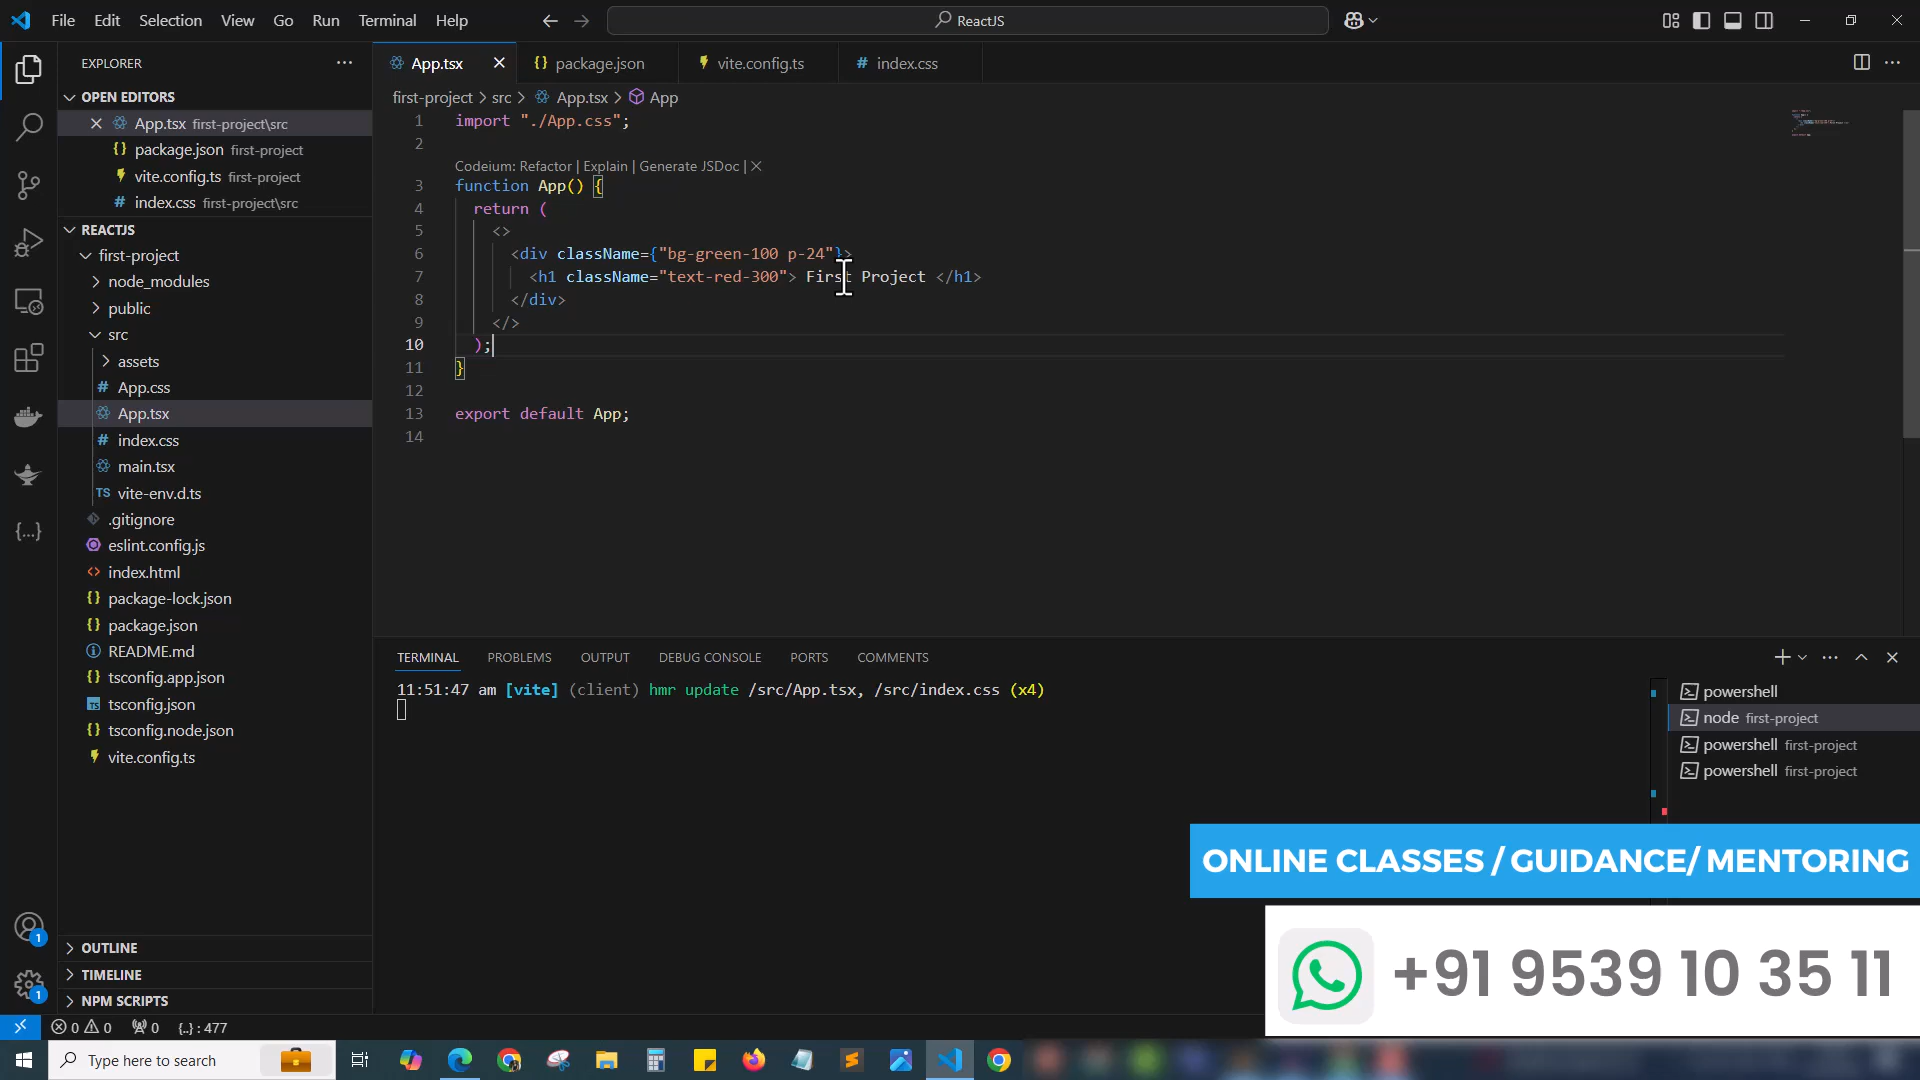 File Edit Selection View Go Run Terminal Help
ReactJS
EXPLORER
OPEN EDITORS
App.tsx first-project\src
package.json first-project
vite.config.ts first-project
index.css first-project\src
REACTJS
first-project
node_modules
public
src
assets
# App.css
App.tsx
# index.css
main.tsx
TS vite-env.d.ts
.gitignore
eslint.config.js
<> index.html
{} package-lock.json
{} package.json
README.md
{} tsconfig.app.json
TS tsconfig.json
{} tsconfig.node.json
vite.config.ts
OUTLINE
TIMELINE
NPM SCRIPTS
App.tsx
{} package.json
vite.config.ts
# index.css
first-project > src > App.tsx > App
1 import "./App.css";
2
Codeium: Refactor | Explain | Generate JSDoc | X
3 function App() {
4 return (
5 <>
6 <div className={"bg-green-100 p-24"}>
7 <h1 className="text-red-300"> First Project </h1>
8 </div>
9 </>
10 );
11 }
12
13 export default App;
14
TERMINAL PROBLEMS OUTPUT DEBUG CONSOLE PORTS COMMENTS
11:51:47 am [vite] (client) hmr update /src/App.tsx, /src/index.css (x4)
powershell
node first-project
powershell first-project
powershell first-project
ONLINE CLASSES / GUIDANCE/ MENTORING
+91 9539 10 35 11
1
1
0 0 0 {..} : 477
Type here to search